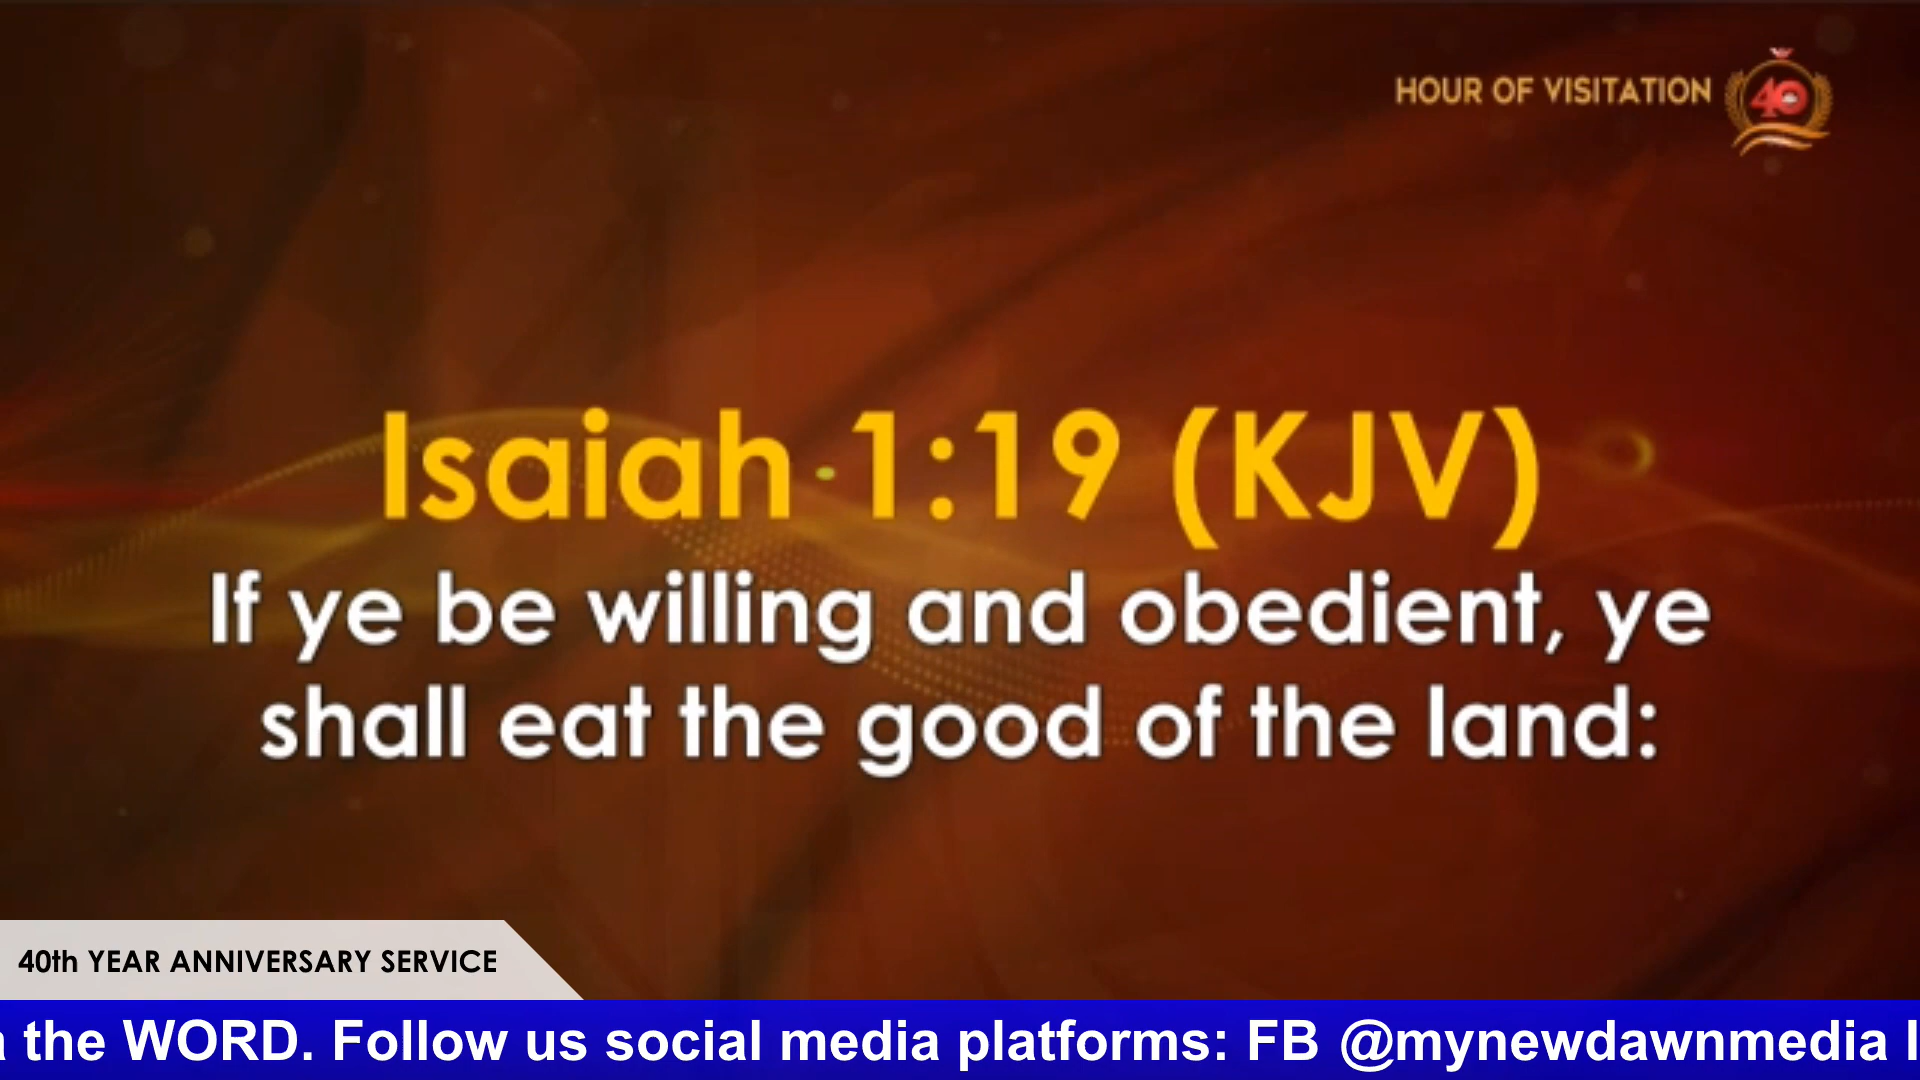 HOUR OF VISITATION 40
Isaiah 1:19 (KJV)
If ye be willing and obedient, ye
shall eat the good of the land:
40th YEAR ANNIVERSARY SERVICE
the WORD. Follow us social media platforms: FB @mynewdawnmedia